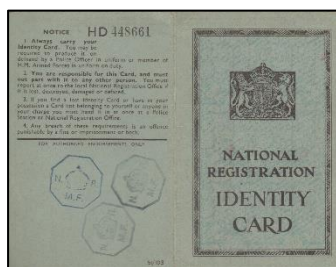 NOTICE
HD 448661
1. Always carry your
Identity Card. You may be
required to produce it on
demand by a Police Officer in uniform or member of
H.M. Armed Forces in uniform on duty.
2. You are responsible for this Card, and must
not part with it to any other person. You must
report at once to the local National Registration Office if
it is lost, destroyed, damaged or defaced.
3. If you find a lost Identity Card or have in your
possession a Card not belonging to yourself or anyone in
your charge you must hand it in at once at a Police
Station or National Registration Office.
4. Any breach of these requirements is an offence
punishable by a fine or imprisonment or both.
FOR AUTHORISED ENDORSEMENTS ONLY
N. R.
M.F.
NATIONAL
REGISTRATION
IDENTITY
CARD